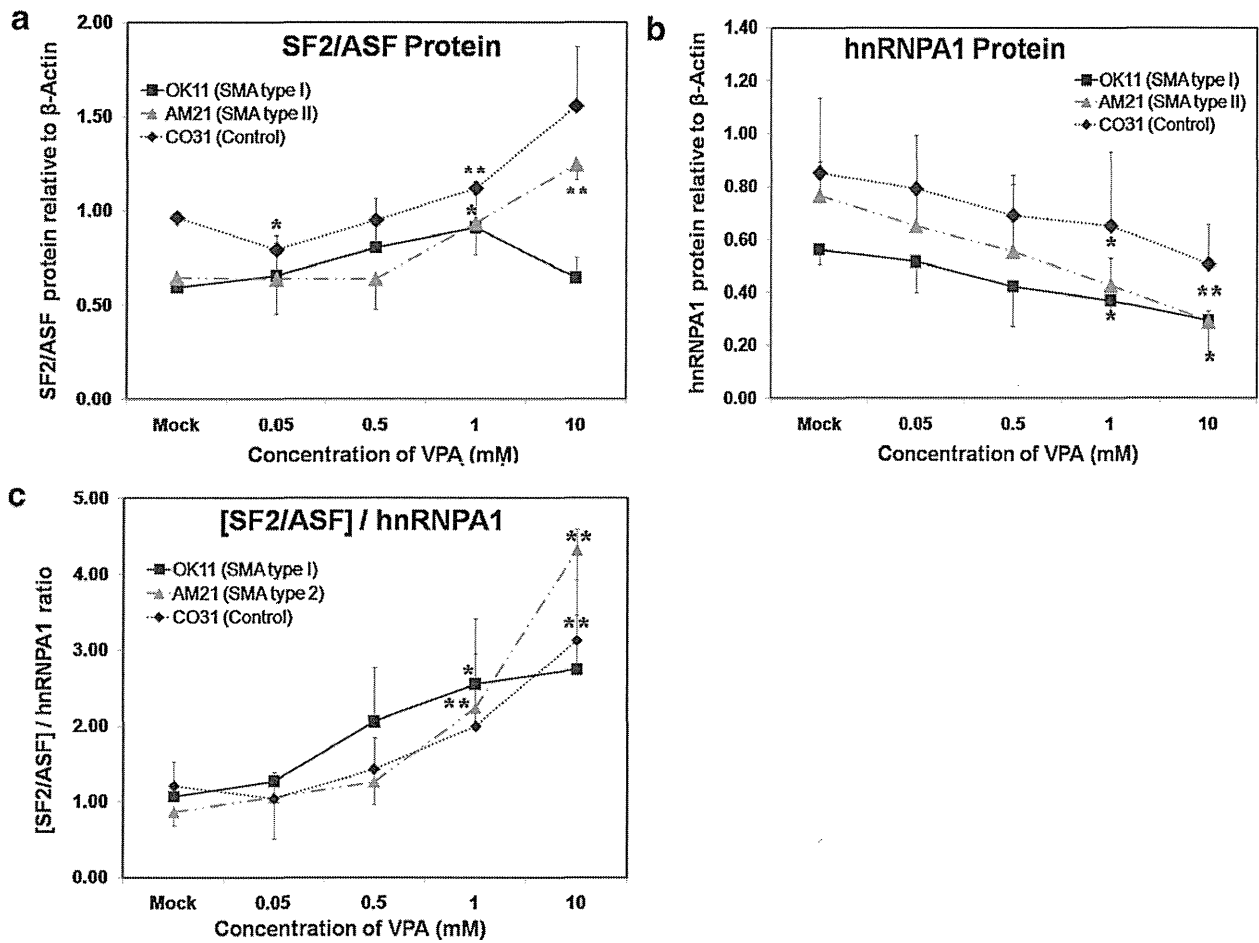 a
SF2/ASF Protein
OK11 (SMA type I)
AM21 (SMA type II)
CO31 (Control)
SF2/ASF protein relative to β-Actin
2.00
1.50
1.00
0.50
0.00
*
**
*
**
Mock 0.05 0.5 1 10
Concentration of VPA (mM)
b
hnRNPA1 Protein
OK11 (SMA type I)
AM21 (SMA type II)
CO31 (Control)
hnRNPA1 protein relative to β-Actin
1.40
1.20
1.00
0.80
0.60
0.40
0.20
0.00
*
*
**
*
Mock 0.05 0.5 1 10
Concentration of VPA (mM)
c
[SF2/ASF] / hnRNPA1
OK11 (SMA type I)
AM21 (SMA type 2)
CO31 (Control)
[SF2/ASF] / hnRNPA1 ratio
5.00
4.00
3.00
2.00
1.00
0.00
*
**
**
**
Mock 0.05 0.5 1 10
Concentration of VPA (mM)